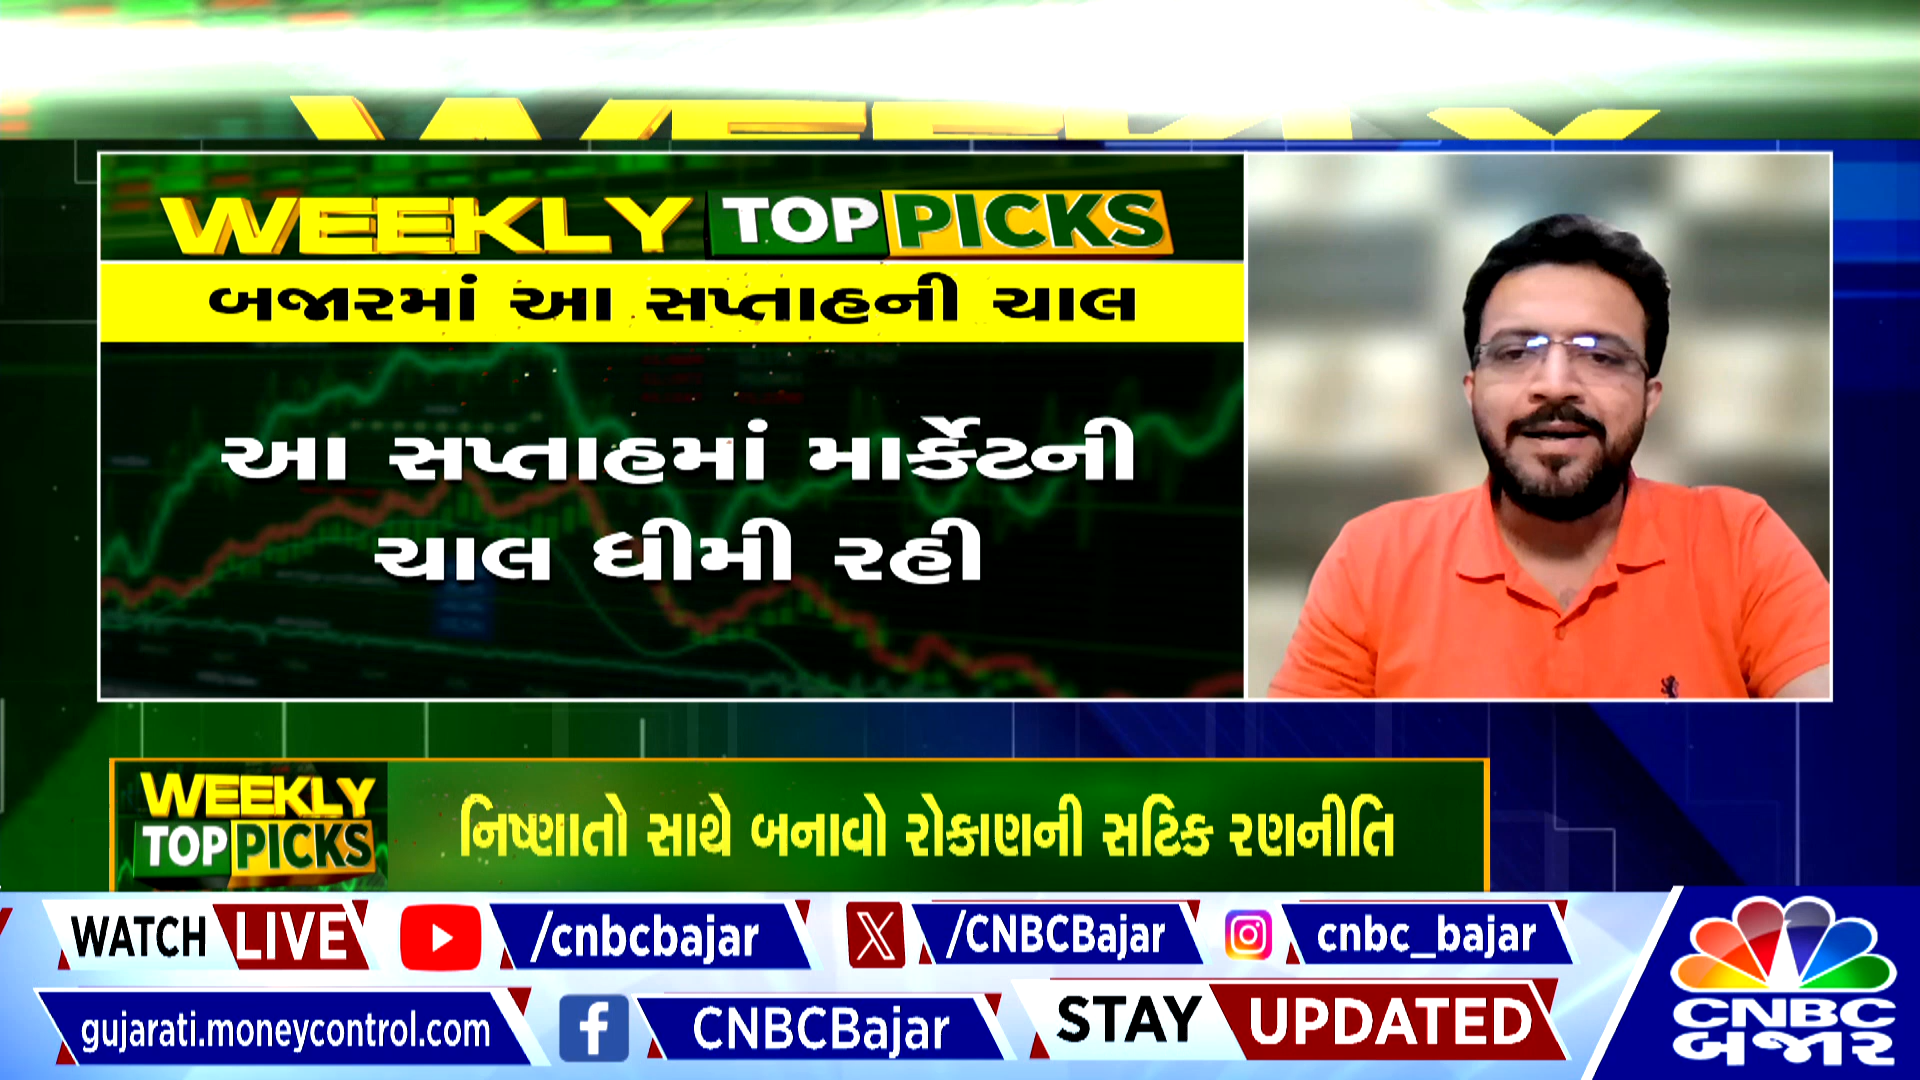 WEEKLY
WEEKLY TOP PICKS
બજારમાં આ સપ્તાહની ચાલ
આ સપ્તાહમાં માર્કેટની
ચાલ ધીમી રહી
WEEKLY
TOP PICKS
નિષ્ણાતો સાથે બનાવો રોકાણની સટિક રણનીતિ
WATCH LIVE /cnbcbajar /CNBCBajar cnbc_bajar
gujarati.moneycontrol.com CNBCBajar STAY UPDATED
CNBC
બજાર